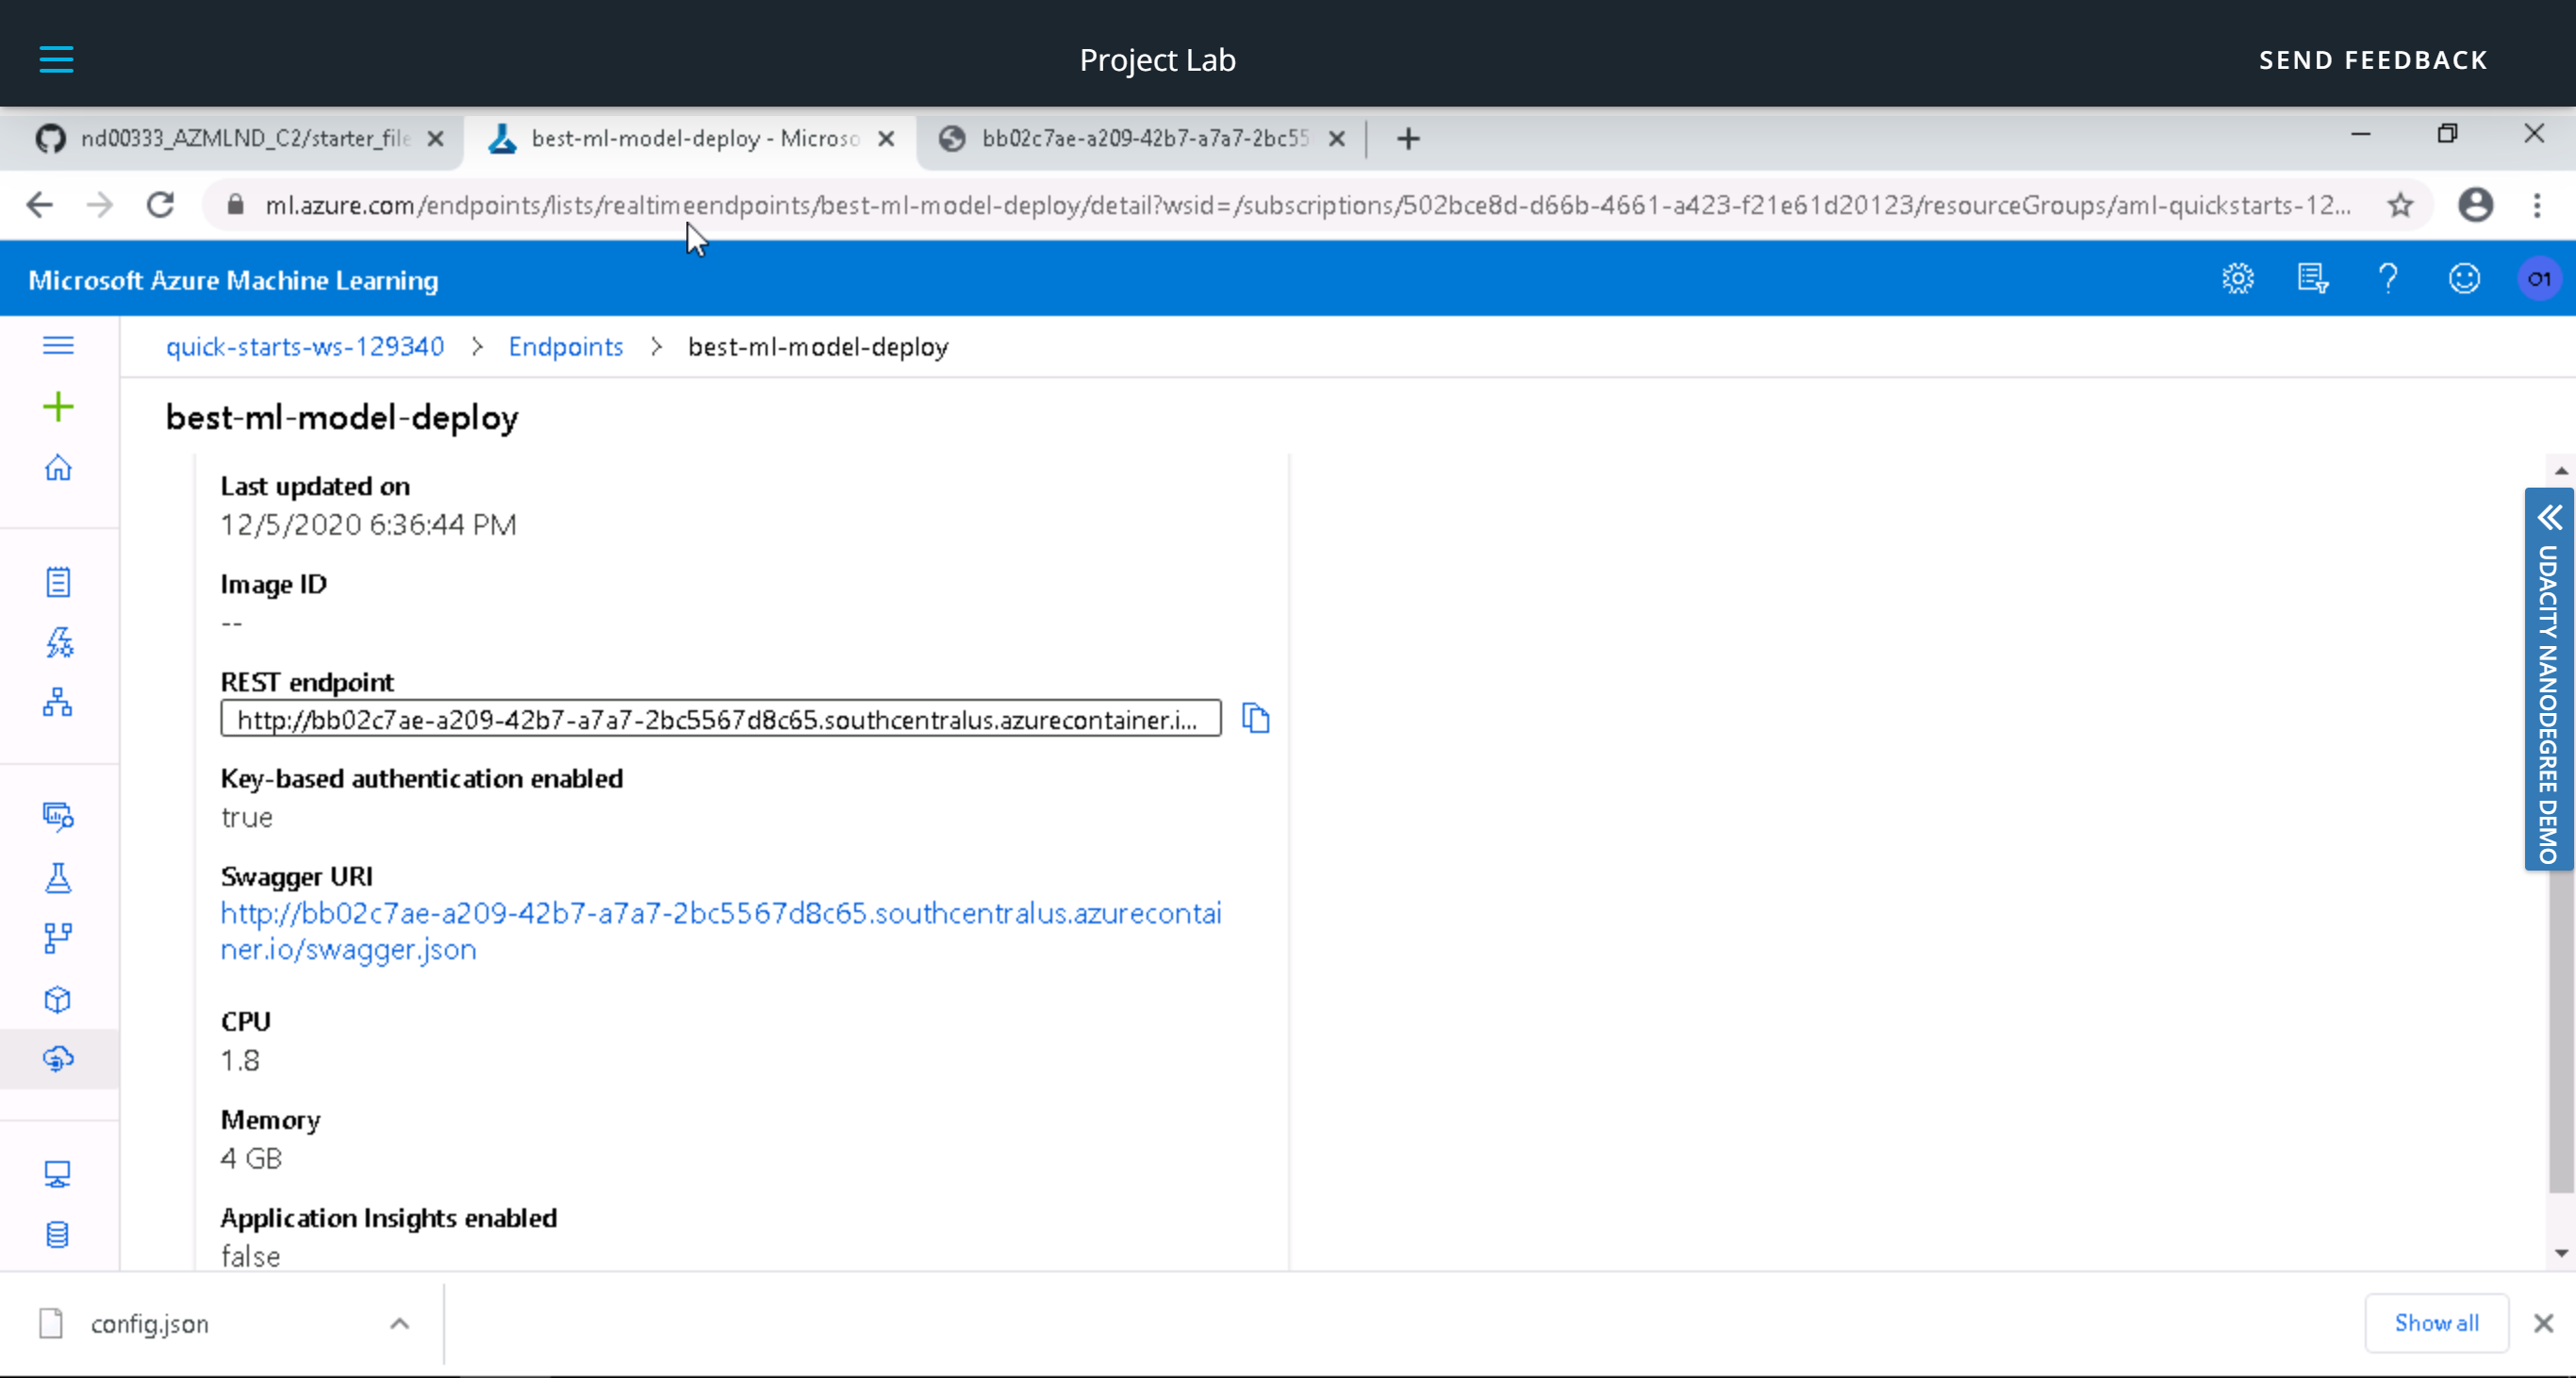 Project Lab
SEND FEEDBACK
nd00333_AZMLND_C2/starter_file
best-ml-model-deploy - Microso
bb02c7ae-a209-42b7-a7a7-2bc55
ml.azure.com/endpoints/lists/realtimeendpoints/best-ml-model-deploy/detail?wsid=/subscriptions/502bce8d-d66b-4661-a423-f21e61d20123/resourceGroups/aml-quickstarts-12...
Microsoft Azure Machine Learning
01
quick-starts-ws-129340 > Endpoints > best-ml-model-deploy
best-ml-model-deploy
Last updated on
12/5/2020 6:36:44 PM
Image ID
--
REST endpoint
http://bb02c7ae-a209-42b7-a7a7-2bc5567d8c65.southcentralus.azurecontainer.i...
Key-based authentication enabled
true
Swagger URI
http://bb02c7ae-a209-42b7-a7a7-2bc5567d8c65.southcentralus.azurecontai
ner.io/swagger.json
CPU
1.8
Memory
4 GB
Application Insights enabled
false
UDACITY NANODEGREE DEMO
config.json
Show all